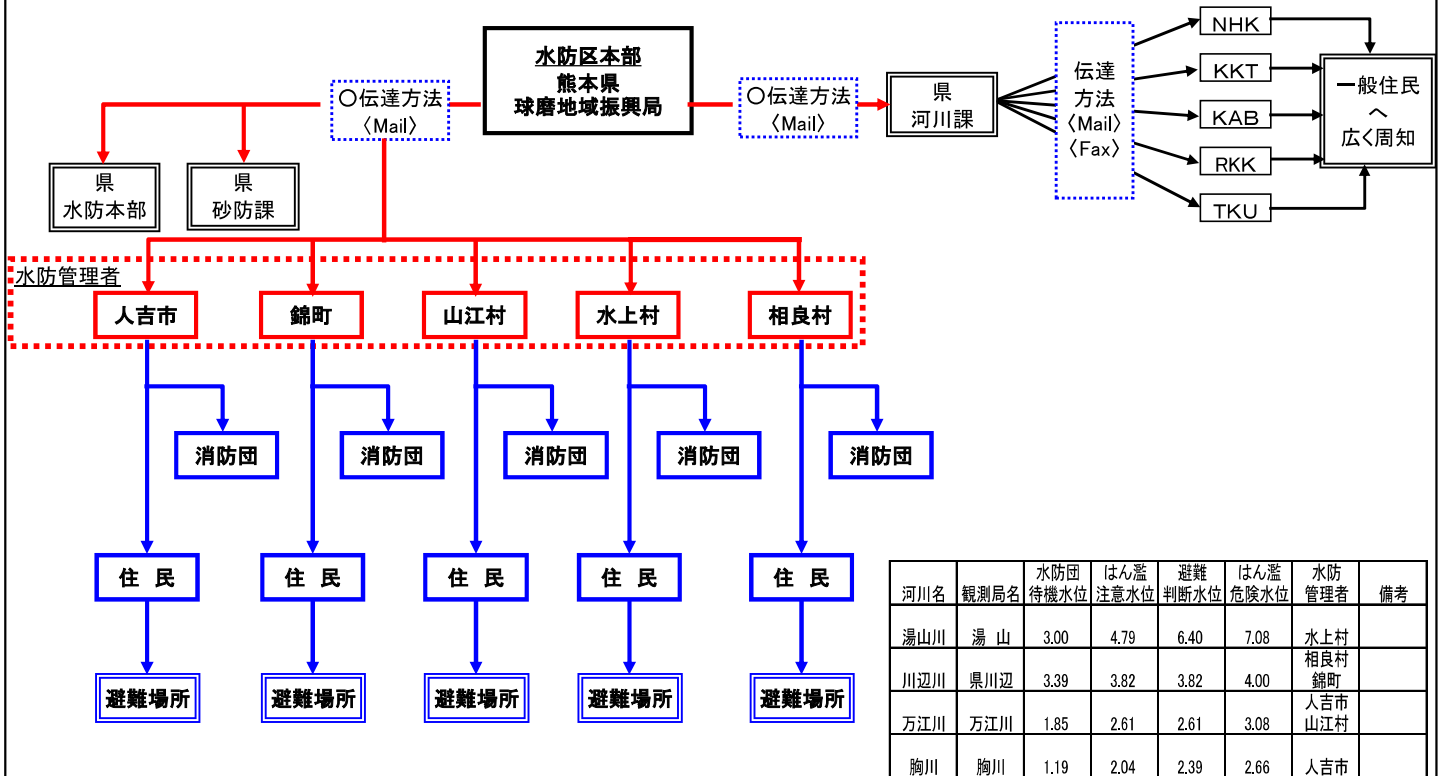 水防区本部
熊本県
球磨地域振興局
〇伝達方法
〈Mail〉
〇伝達方法
〈Mail〉
県
河川課
伝達
方法
〈Mail〉
〈Fax〉
NHK
KKT
KAB
RKK
TKU
一般住民
へ
広く周知
県
水防本部
県
砂防課
水防管理者
人吉市
錦町
山江村
水上村
相良村
消防団
消防団
消防団
消防団
消防団
住 民
住 民
住 民
住 民
住 民
避難場所
避難場所
避難場所
避難場所
避難場所
河川名 観測局名 水防団待機水位 はん濫注意水位 避難判断水位 はん濫危険水位 水防管理者 備考
湯山川 湯 山 3.00 4.79 6.40 7.08 水上村
川辺川 県川辺 3.39 3.82 3.82 4.00 相良村 錦町
万江川 万江川 1.85 2.61 2.61 3.08 人吉市 山江村
胸川 胸川 1.19 2.04 2.39 2.66 人吉市